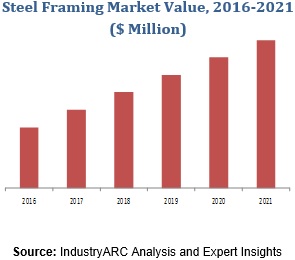 Steel Framing Market Value, 2016-2021
($ Million)
2016 2017 2018 2019 2020 2021
Source: IndustryARC Analysis and Expert Insights